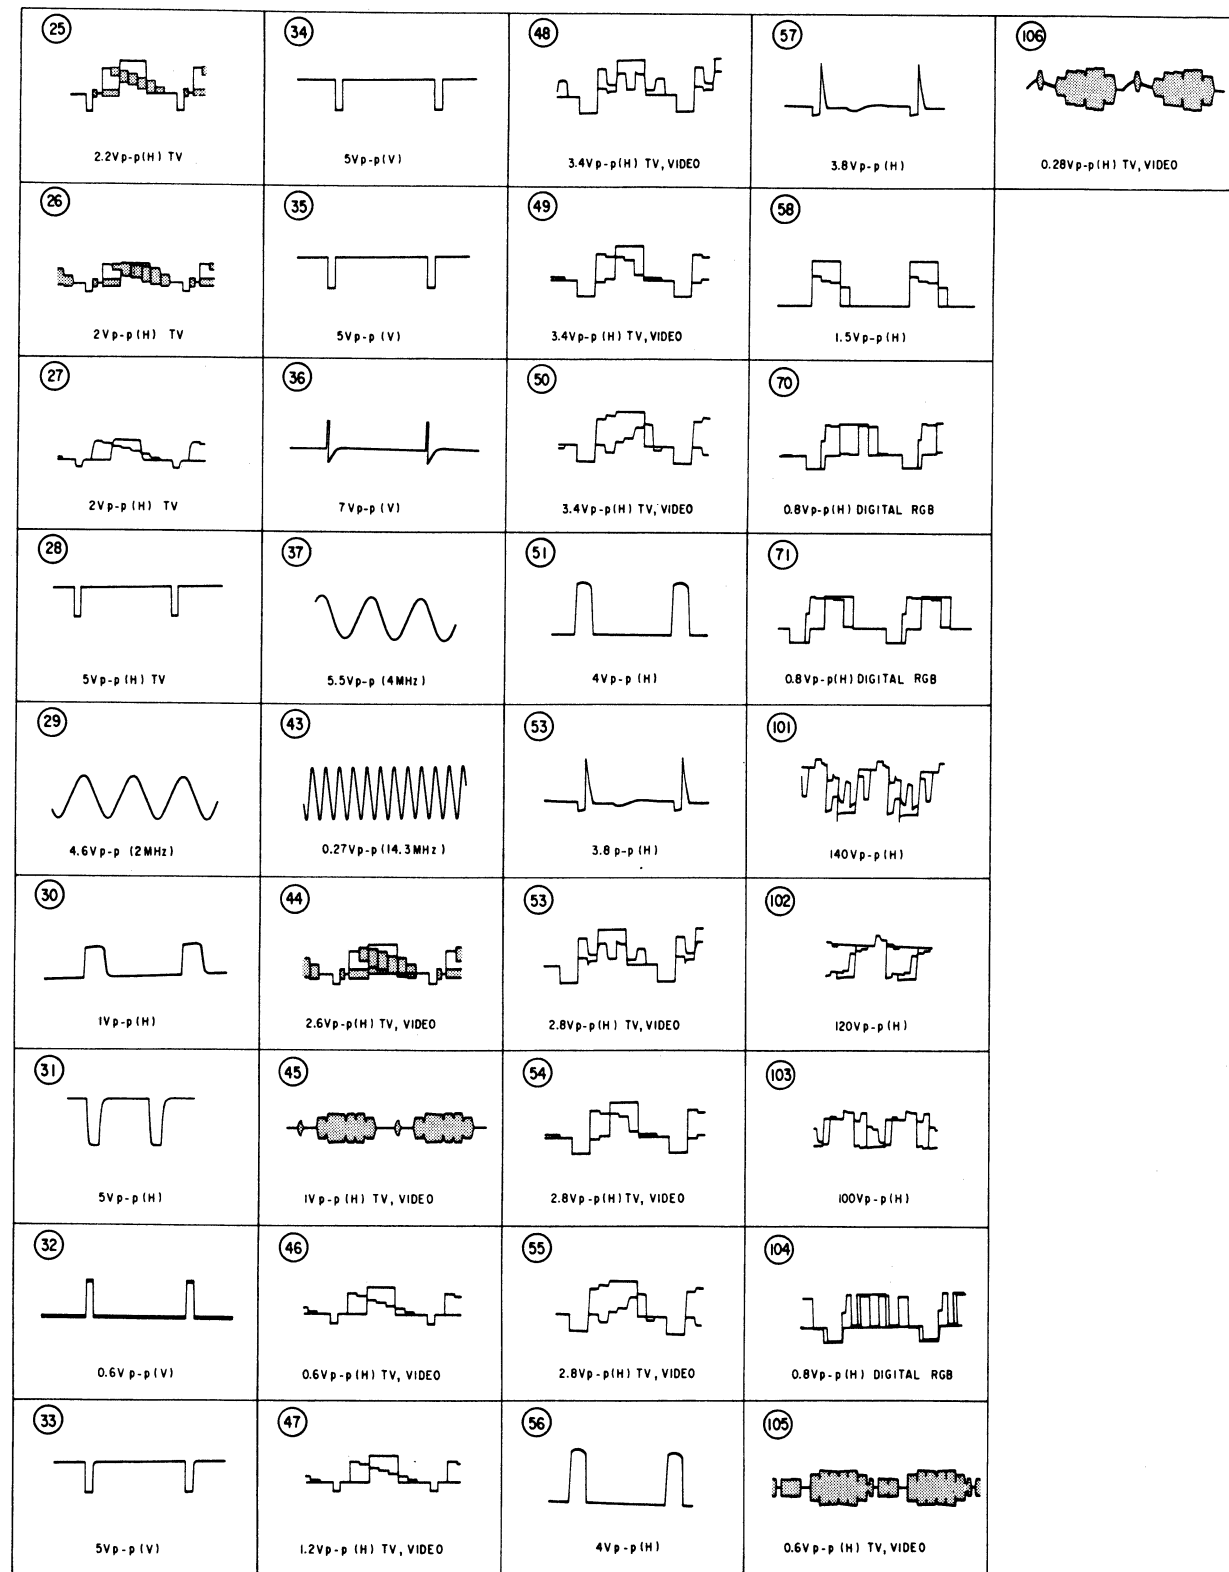 25
2.2Vp-p(H) TV
34
5Vp-p(V)
48
3.4Vp-p(H) TV, VIDEO
57
3.8Vp-p(H)
106
0.28Vp-p(H) TV, VIDEO
26
2Vp-p(H) TV
35
5Vp-p (V)
49
3.4Vp-p (H) TV, VIDEO
58
1.5Vp-p(H)
27
2Vp-p (H) TV
36
7Vp-p(V)
50
3.4Vp-p(H) TV, VIDEO
70
0.8Vp-p(H) DIGITAL RGB
28
5Vp-p (H) TV
37
5.5Vp-p (4MHz)
51
4Vp-p (H)
71
0.8Vp-p(H) DIGITAL RGB
29
4.6Vp-p (2MHz)
43
0.27Vp-p(14.3MHz)
53
3.8p-p(H)
101
140Vp-p(H)
30
1Vp-p(H)
44
2.6Vp-p(H) TV, VIDEO
53
2.8Vp-p(H) TV, VIDEO
102
120Vp-p(H)
31
5Vp-p(H)
45
1Vp-p(H) TV, VIDEO
54
2.8Vp-p(H) TV, VIDEO
103
100Vp-p(H)
32
0.6Vp-p(V)
46
0.6Vp-p(H) TV, VIDEO
55
2.8Vp-p(H) TV, VIDEO
104
0.8Vp-p(H) DIGITAL RGB
33
5Vp-p(V)
47
1.2Vp-p (H) TV, VIDEO
56
4Vp-p(H)
105
0.6Vp-p (H) TV, VIDEO